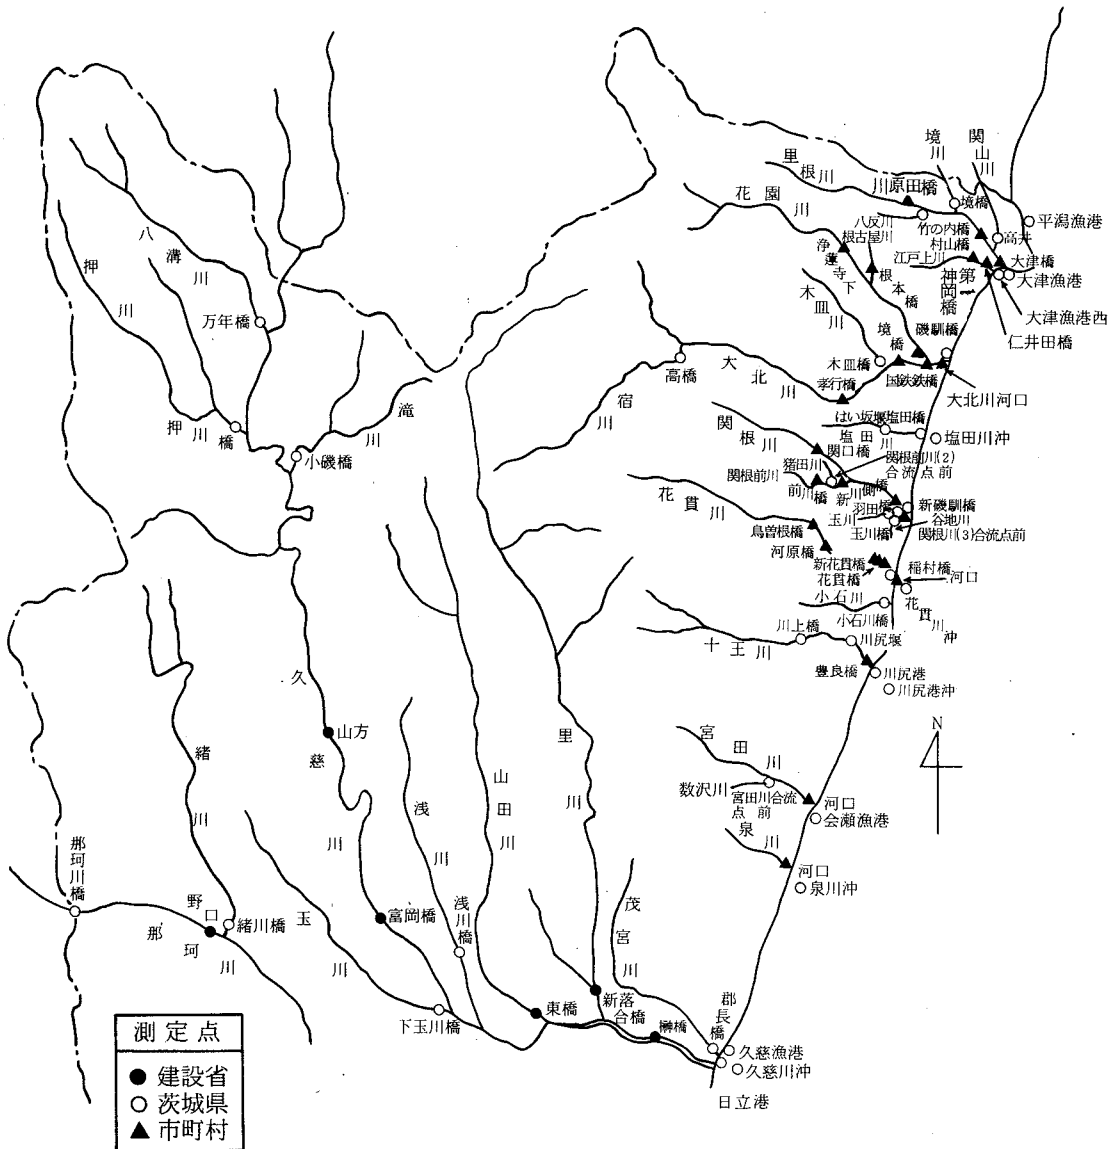 境川
関山川
里根川
川原田橋
境橋
平潟漁港
花園川
八反川
根古屋川
竹の内橋
村山橋
高井
江戸上川
大津橋
浄蓮寺下
根本橋
神岡橋
第一
大津漁港
大津漁港西
仁井田橋
八溝川
押川
万年橋
木皿川
境橋
磯馴橋
木皿橋
国鉄鉄橋
大北川河口
高橋
大北川
孝行橋
宿川
滝川
押川橋
小磯橋
はい坂堰
塩田橋
塩田川
塩田川沖
関根川
関口橋
関根前川(2)
合流点前
猪田川
関根前川
前川橋
新川側橋
花貫川
羽田橋
新磯馴橋
玉川
谷地川
玉川橋
関根川(3)合流点前
鳥曽根橋
河原橋
新花貫橋
花貫橋
稲村橋
河口
小石川
小石川橋
花貫川沖
川上橋
川尻堰
十王川
豊良橋
川尻港
川尻港沖
久慈川
山方
里川
緒川
浅川
山田川
宮田川
数沢川
宮田川合流
点前
河口
会瀬漁港
泉川
河口
泉川沖
N
那珂川橋
野口
緒川橋
那珂川
玉川
富岡橋
浅川橋
茂宮川
下玉川橋
東橋
新落
合橋
榊橋
郡長橋
久慈漁港
久慈川沖
日立港
測定点
● 建設省
○ 茨城県
▲ 市町村